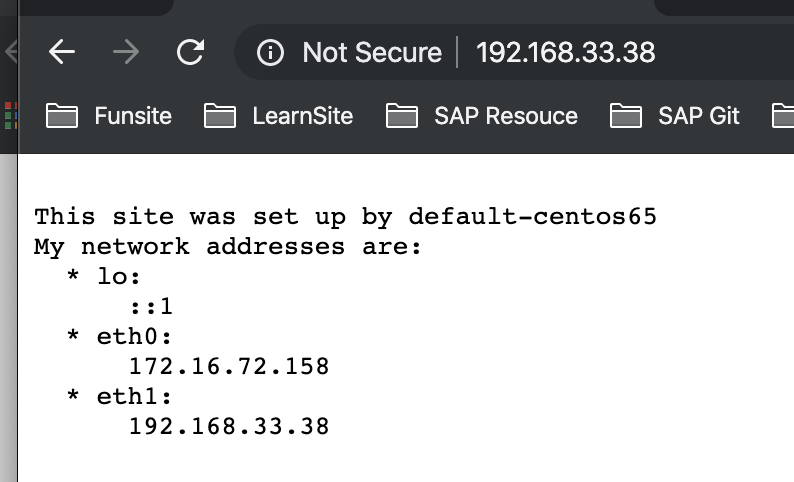 Not Secure 192.168.33.38
Funsite LearnSite SAP Resouce SAP Git
This site was set up by default-centos65
My network addresses are:
* lo:
::1
* eth0:
172.16.72.158
* eth1:
192.168.33.38